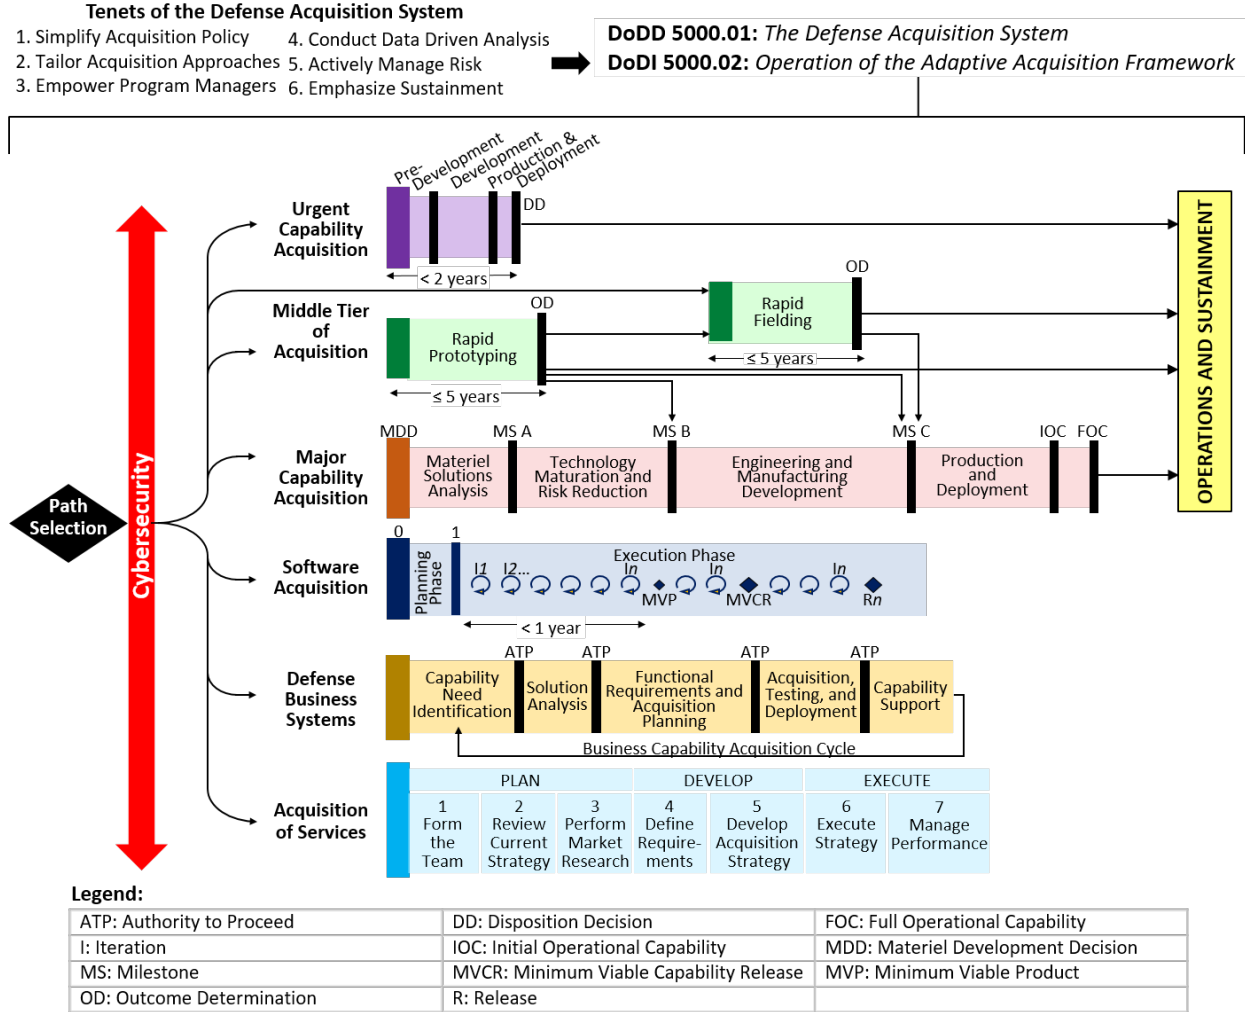 Tenets of the Defense Acquisition System
1. Simplify Acquisition Policy
2. Tailor Acquisition Approaches
3. Empower Program Managers
4. Conduct Data Driven Analysis
5. Actively Manage Risk
6. Emphasize Sustainment
DoDD 5000.01: The Defense Acquisition System
DoDI 5000.02: Operation of the Adaptive Acquisition Framework
Path
Selection
Cybersecurity
Urgent
Capability
Acquisition
Pre-
Development
Development
Production &
Deployment
DD
< 2 years
Middle Tier
of
Acquisition
Rapid
Prototyping
OD
≤ 5 years
Rapid
Fielding
OD
≤ 5 years
Major
Capability
Acquisition
MDD
MS A
MS B
MS C
IOC
FOC
Materiel
Solutions
Analysis
Technology
Maturation and
Risk Reduction
Engineering and
Manufacturing
Development
Production
and
Deployment
OPERATIONS AND SUSTAINMENT
Software
Acquisition
0
1
Planning
Phase
Execution Phase
I1
I2...
In
In
In
MVP
MVCR
Rn
< 1 year
Defense
Business
Systems
ATP
ATP
ATP
ATP
Capability
Need
Identification
Solution
Analysis
Functional
Requirements and
Acquisition
Planning
Acquisition,
Testing, and
Deployment
Capability
Support
Business Capability Acquisition Cycle
Acquisition
of Services
PLAN
DEVELOP
EXECUTE
1
Form
the
Team
2
Review
Current
Strategy
3
Perform
Market
Research
4
Define
Require-
ments
5
Develop
Acquisition
Strategy
6
Execute
Strategy
7
Manage
Performance
Legend:
ATP: Authority to Proceed
DD: Disposition Decision
FOC: Full Operational Capability
I: Iteration
IOC: Initial Operational Capability
MDD: Materiel Development Decision
MS: Milestone
MVCR: Minimum Viable Capability Release
MVP: Minimum Viable Product
OD: Outcome Determination
R: Release